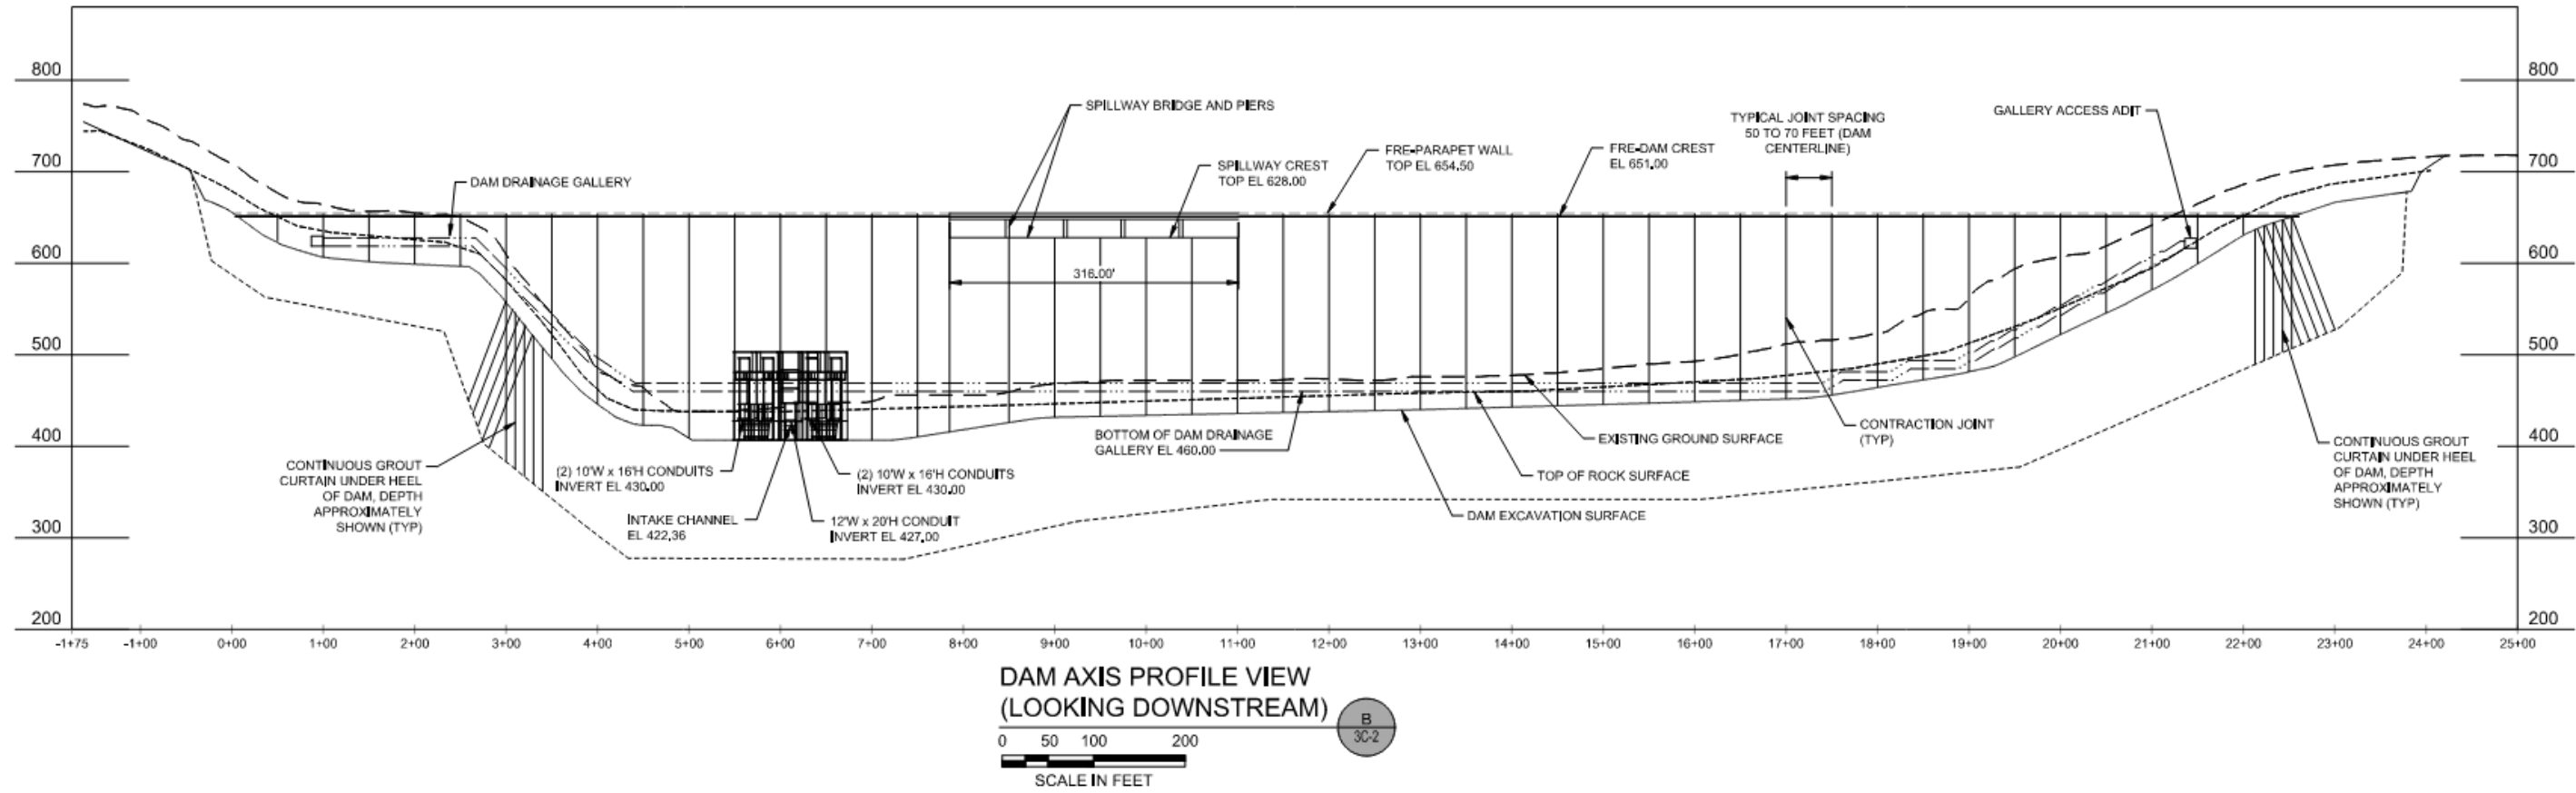 800
700
600
500
400
300
200
800
700
600
500
400
300
200
SPILLWAY BRIDGE AND PIERS
DAM DRAINAGE GALLERY
SPILLWAY CREST
TOP EL 628.00
FRE-PARAPET WALL
TOP EL 654.50
FRE-DAM CREST
EL 651.00
TYPICAL JOINT SPACING
50 TO 70 FEET (DAM
CENTERLINE)
GALLERY ACCESS ADIT
316.00'
CONTINUOUS GROUT
CURTAIN UNDER HEEL
OF DAM, DEPTH
APPROXIMATELY
SHOWN (TYP)
(2) 10'W x 16'H CONDUITS
INVERT EL 430.00
INTAKE CHANNEL
EL 422.36
(2) 10'W x 16'H CONDUITS
INVERT EL 430.00
12'W x 20'H CONDUIT
INVERT EL 427.00
BOTTOM OF DAM DRAINAGE
GALLERY EL 460.00
EXISTING GROUND SURFACE
TOP OF ROCK SURFACE
DAM EXCAVATION SURFACE
CONTRACTION JOINT
(TYP)
CONTINUOUS GROUT
CURTAIN UNDER HEEL
OF DAM, DEPTH
APPROXIMATELY
SHOWN (TYP)
-1+75 -1+00 0+00 1+00 2+00 3+00 4+00 5+00 6+00 7+00 8+00 9+00 10+00 11+00 12+00 13+00 14+00 15+00 16+00 17+00 18+00 19+00 20+00 21+00 22+00 23+00 24+00 25+00
DAM AXIS PROFILE VIEW
(LOOKING DOWNSTREAM)
B
3C-2
0 50 100 200
SCALE IN FEET